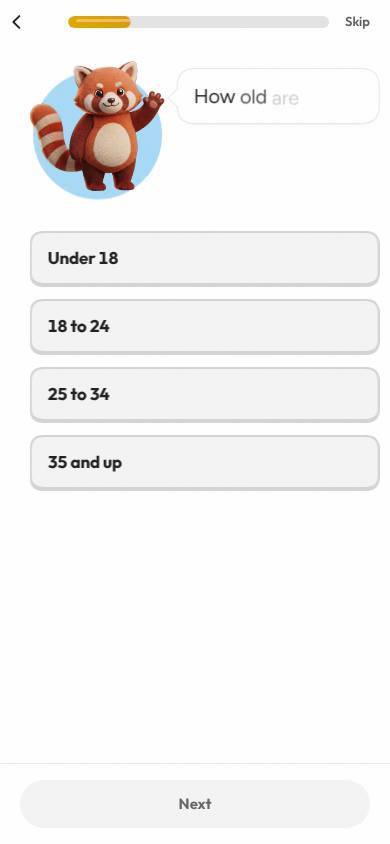 Skip
How old are
Under 18
18 to 24
25 to 34
35 and up
Next